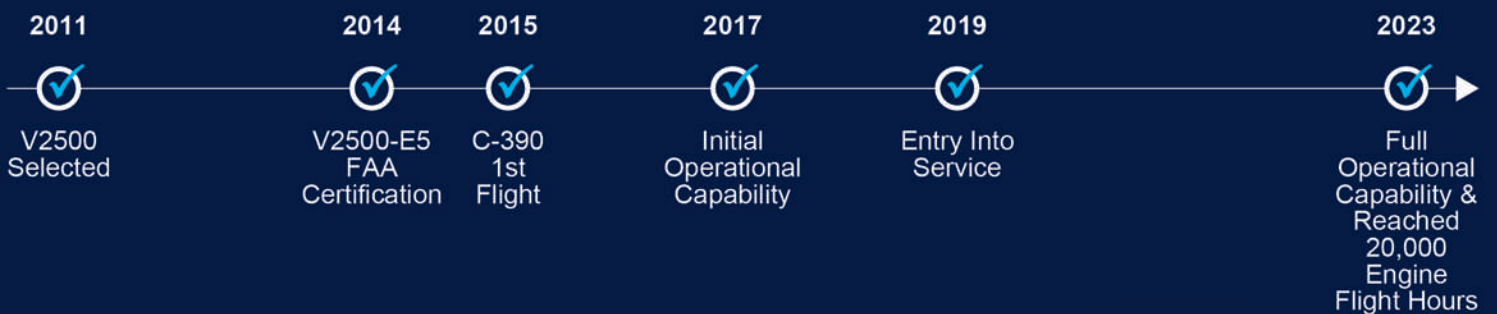 2011
V2500
Selected
2014
V2500-E5
FAA
Certification
2015
C-390
1st
Flight
2017
Initial
Operational
Capability
2019
Entry Into
Service
2023
Full
Operational
Capability &
Reached
20,000
Engine
Flight Hours